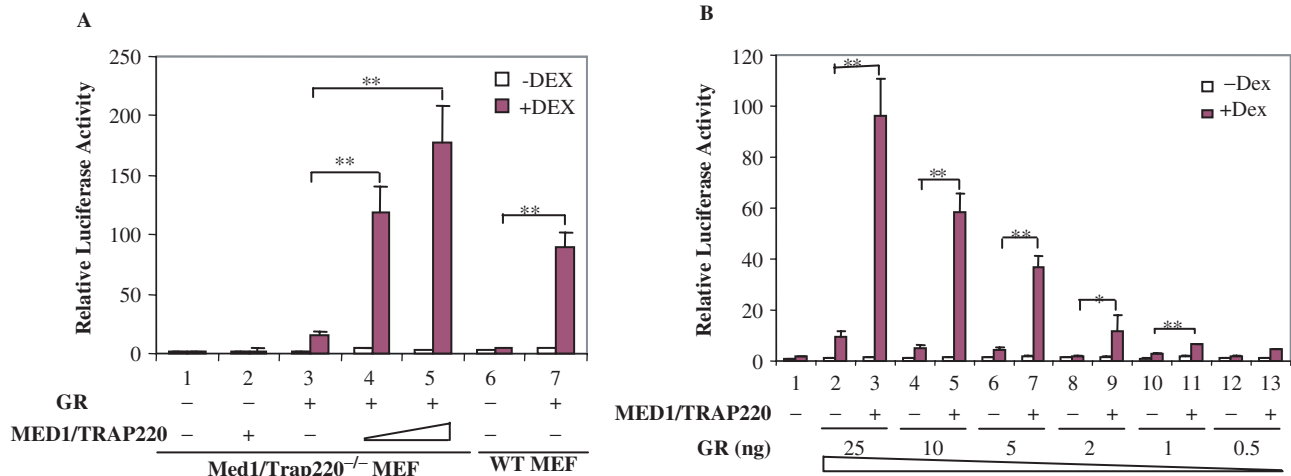 A
Relative Luciferase Activity
250
200
150
100
50
0
-DEX
+DEX
**
**
**
1 2 3 4 5 6 7
GR – – + + + – +
MED1/TRAP220 – + – – –
Med1/Trap220−/− MEF WT MEF
B
Relative Luciferase Activity
120
100
80
60
40
20
0
−Dex
+Dex
**
**
**
*
**
1 2 3 4 5 6 7 8 9 10 11 12 13
MED1/TRAP220 – – + – + – + – + – + – +
GR (ng) 25 10 5 2 1 0.5